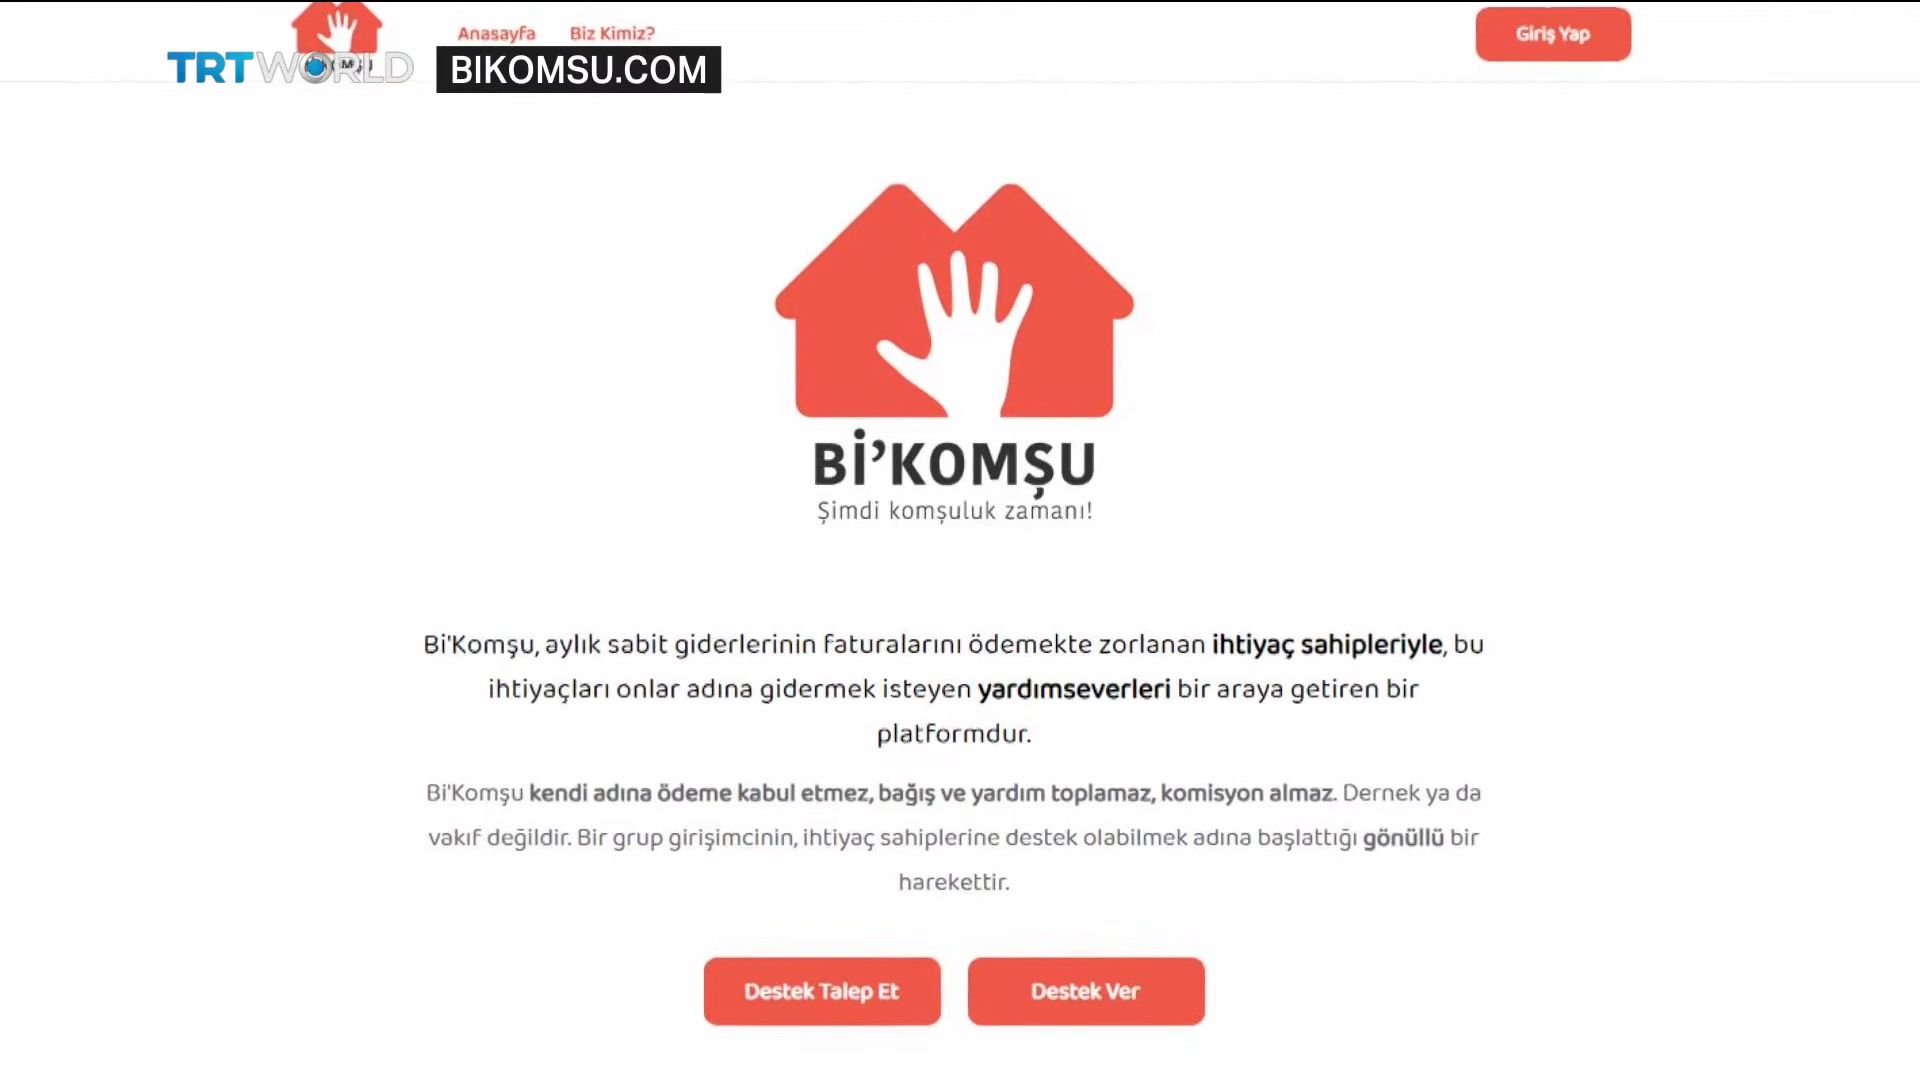 Anasayfa Biz Kimiz? Giriş Yap
TRT WORLD BIKOMSU.COM
Bİ'KOMŞU
Şimdi komşuluk zamanı!
Bi'Komşu, aylık sabit giderlerinin faturalarını ödemekte zorlanan ihtiyaç sahipleriyle, bu
ihtiyaçları onlar adına gidermek isteyen yardımseverleri bir araya getiren bir
platformdur.
Bi'Komşu kendi adına ödeme kabul etmez, bağış ve yardım toplamaz, komisyon almaz. Dernek ya da
vakıf değildir. Bir grup girişimcinin, ihtiyaç sahiplerine destek olabilmek adına başlattığı gönüllü bir
harekettir.
Destek Talep Et Destek Ver